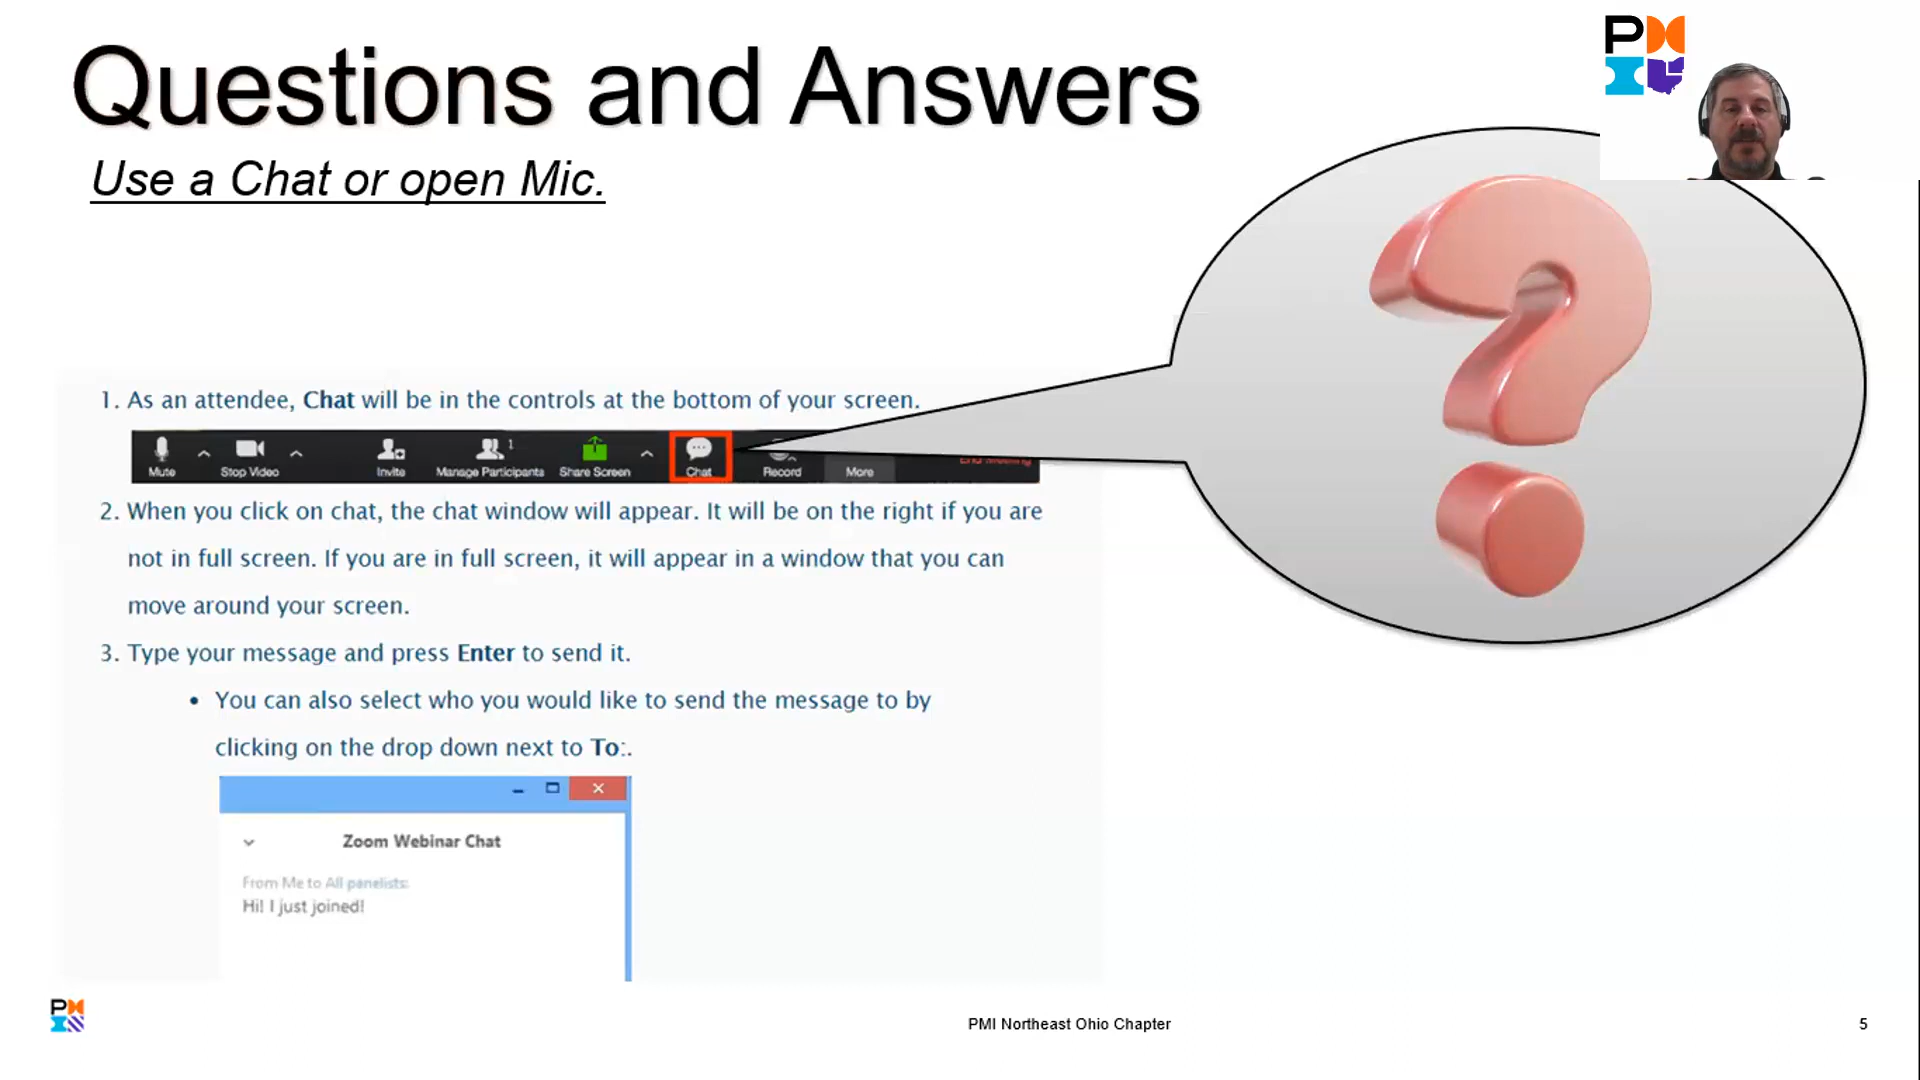 Questions and Answers
Use a Chat or open Mic.
PM
1. As an attendee, Chat will be in the controls at the bottom of your screen.
Mute Stop Video Invite Manage Participants 1 Share Screen Chat Record More
2. When you click on chat, the chat window will appear. It will be on the right if you are
not in full screen. If you are in full screen, it will appear in a window that you can
move around your screen.
3. Type your message and press Enter to send it.
• You can also select who you would like to send the message to by
clicking on the drop down next to To:.
Zoom Webinar Chat
From Me to All panelists:
Hi! I just joined!
PMI Northeast Ohio Chapter
5